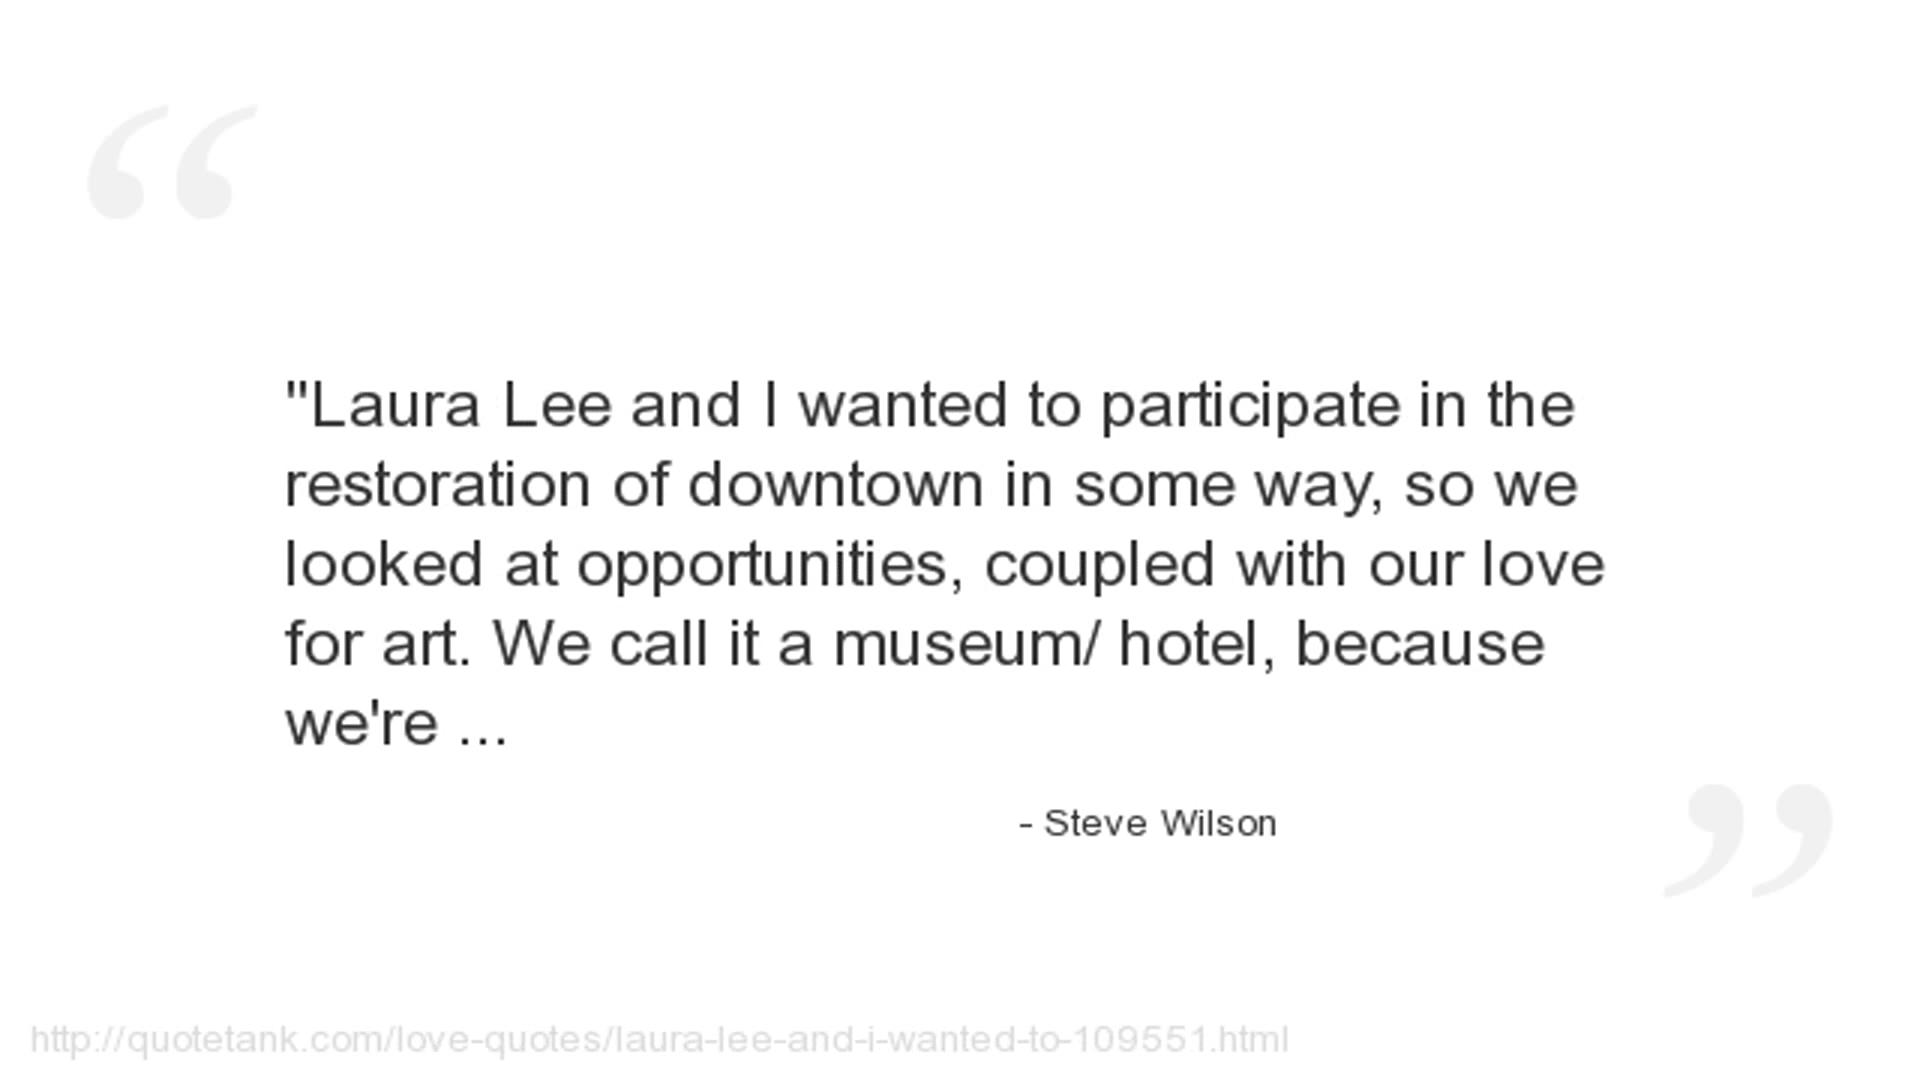 "Laura Lee and I wanted to participate in the
restoration of downtown in some way, so we
looked at opportunities, coupled with our love
for art. We call it a museum/ hotel, because
we're ...
- Steve Wilson
http://quotetank.com/love-quotes/laura-lee-and-i-wanted-to-109551.html